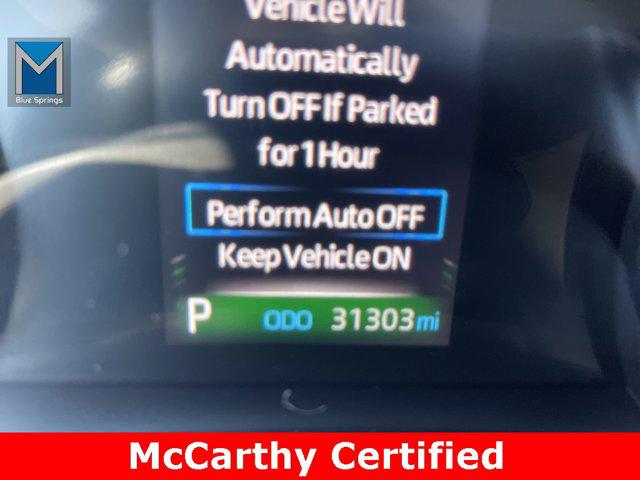 Vehicle Will
Automatically
Turn OFF If Parked
for 1 Hour
Perform Auto OFF
Keep Vehicle ON
P ODO 31303 mi
M
Blue Springs
McCarthy Certified